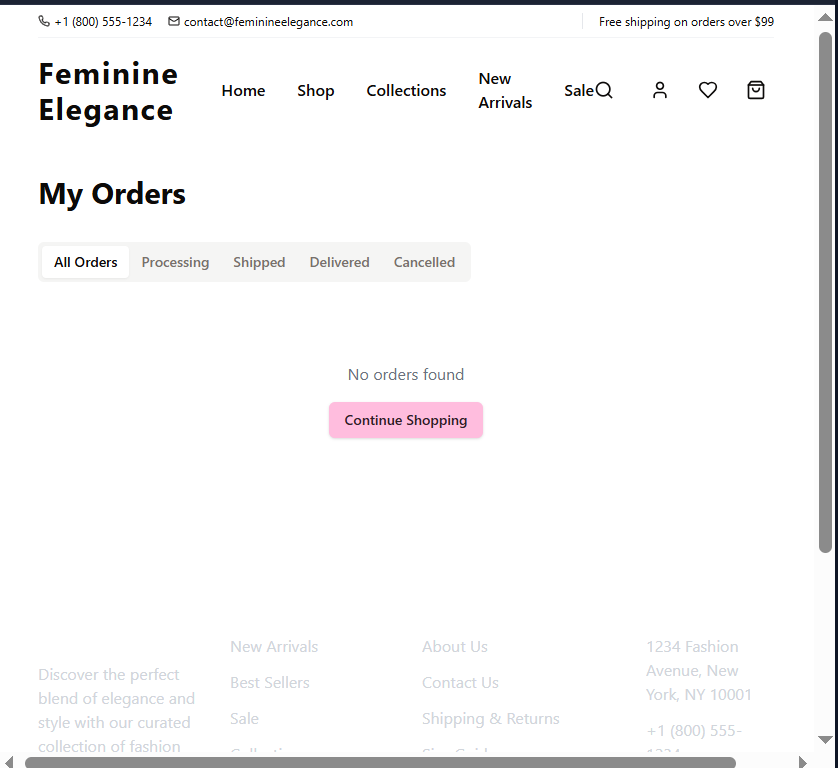 +1 (800) 555-1234 contact@feminineelegance.com Free shipping on orders over $99
Feminine
Elegance
Home Shop Collections New
Arrivals Sale
My Orders
All Orders Processing Shipped Delivered Cancelled
No orders found
Continue Shopping
Discover the perfect
blend of elegance and
style with our curated
collection of fashion
New Arrivals
Best Sellers
Sale
About Us
Contact Us
Shipping & Returns
1234 Fashion
Avenue, New
York, NY 10001
+1 (800) 555-